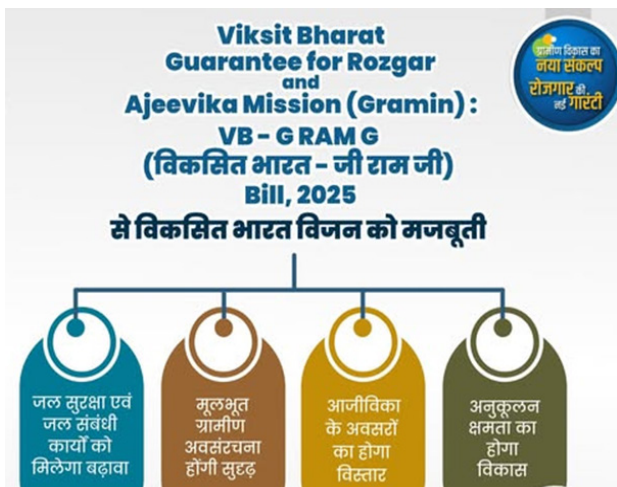 Viksit Bharat
Guarantee for Rozgar
and
Ajeevika Mission (Gramin) :
VB - G RAM G
(विकसित भारत - जी राम जी)
Bill, 2025
से विकसित भारत विजन को मजबूती
ग्रामीण विकास का
नया संकल्प
रोजगार की
नई गारंटी
जल सुरक्षा एवं
जल संबंधी
कार्यों को
मिलेगा बढ़ावा
मूलभूत
ग्रामीण
अवसंरचना
होंगी सुदृढ़
आजीविका
के अवसरों
का होगा
विस्तार
अनुकूलन
क्षमता का
होगा
विकास